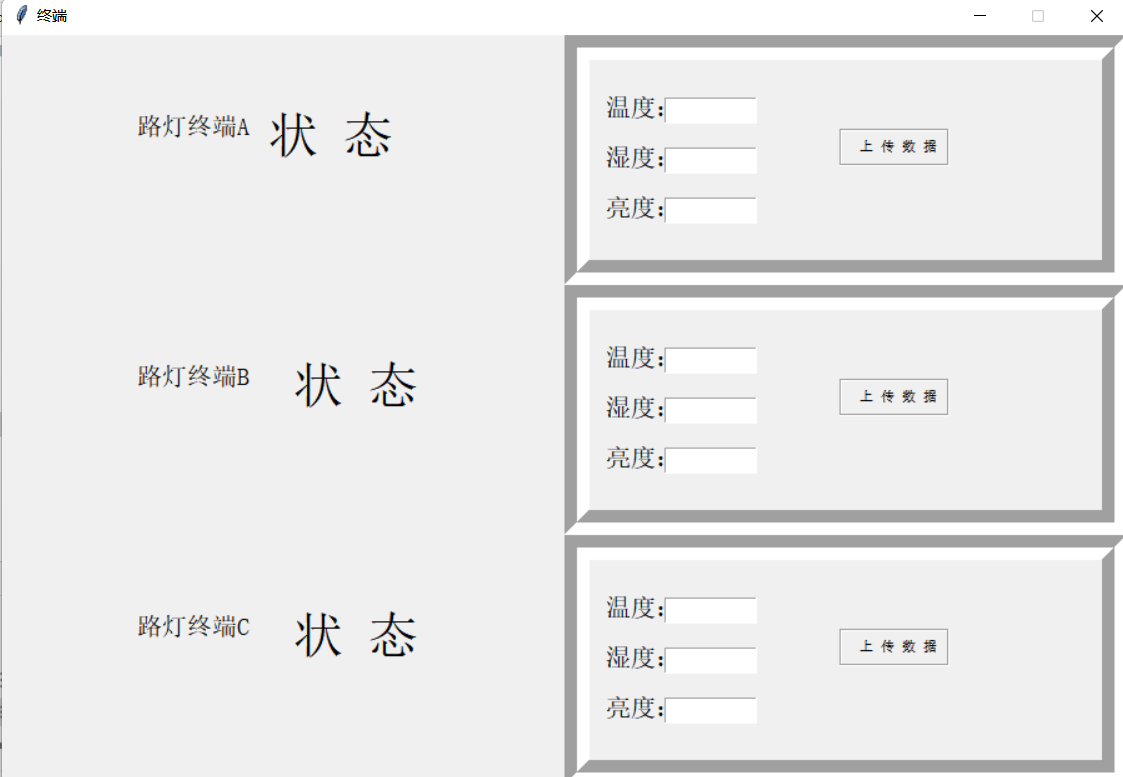 终端
路灯终端A 状 态
温度：
湿度：
亮度：
上 传 数 据
路灯终端B 状 态
温度：
湿度：
亮度：
上 传 数 据
路灯终端C 状 态
温度：
湿度：
亮度：
上 传 数 据